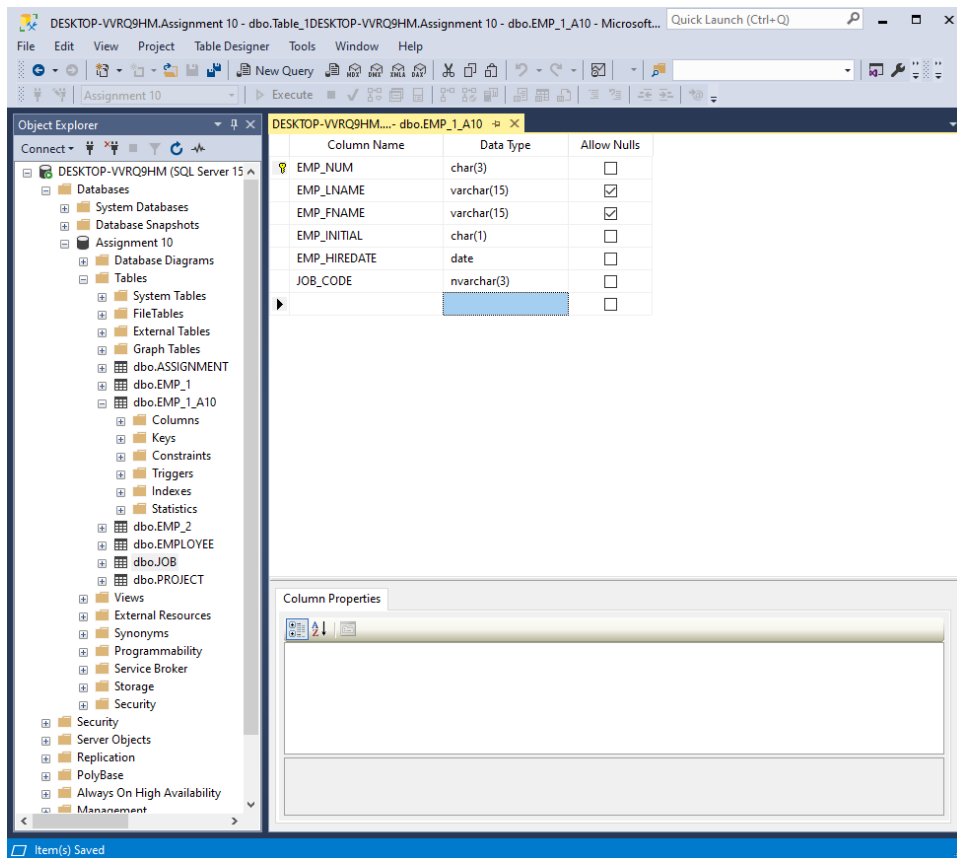 DESKTOP-VVRQ9HM.Assignment 10 - dbo.Table_1DESKTOP-VVRQ9HM.Assignment 10 - dbo.EMP_1_A10 - Microsoft... Quick Launch (Ctrl+Q)
File Edit View Project Table Designer Tools Window Help
New Query MDX DMX XMLA DAX
Assignment 10 Execute
Object Explorer
Connect
DESKTOP-VVRQ9HM (SQL Server 15
Databases
System Databases
Database Snapshots
Assignment 10
Database Diagrams
Tables
System Tables
FileTables
External Tables
Graph Tables
dbo.ASSIGNMENT
dbo.EMP_1
dbo.EMP_1_A10
Columns
Keys
Constraints
Triggers
Indexes
Statistics
dbo.EMP_2
dbo.EMPLOYEE
dbo.JOB
dbo.PROJECT
Views
External Resources
Synonyms
Programmability
Service Broker
Storage
Security
Security
Server Objects
Replication
PolyBase
Always On High Availability
Management
DESKTOP-VVRQ9HM....- dbo.EMP_1_A10
Column Name Data Type Allow Nulls
EMP_NUM char(3)
EMP_LNAME varchar(15)
EMP_FNAME varchar(15)
EMP_INITIAL char(1)
EMP_HIREDATE date
JOB_CODE nvarchar(3)
Column Properties
Item(s) Saved